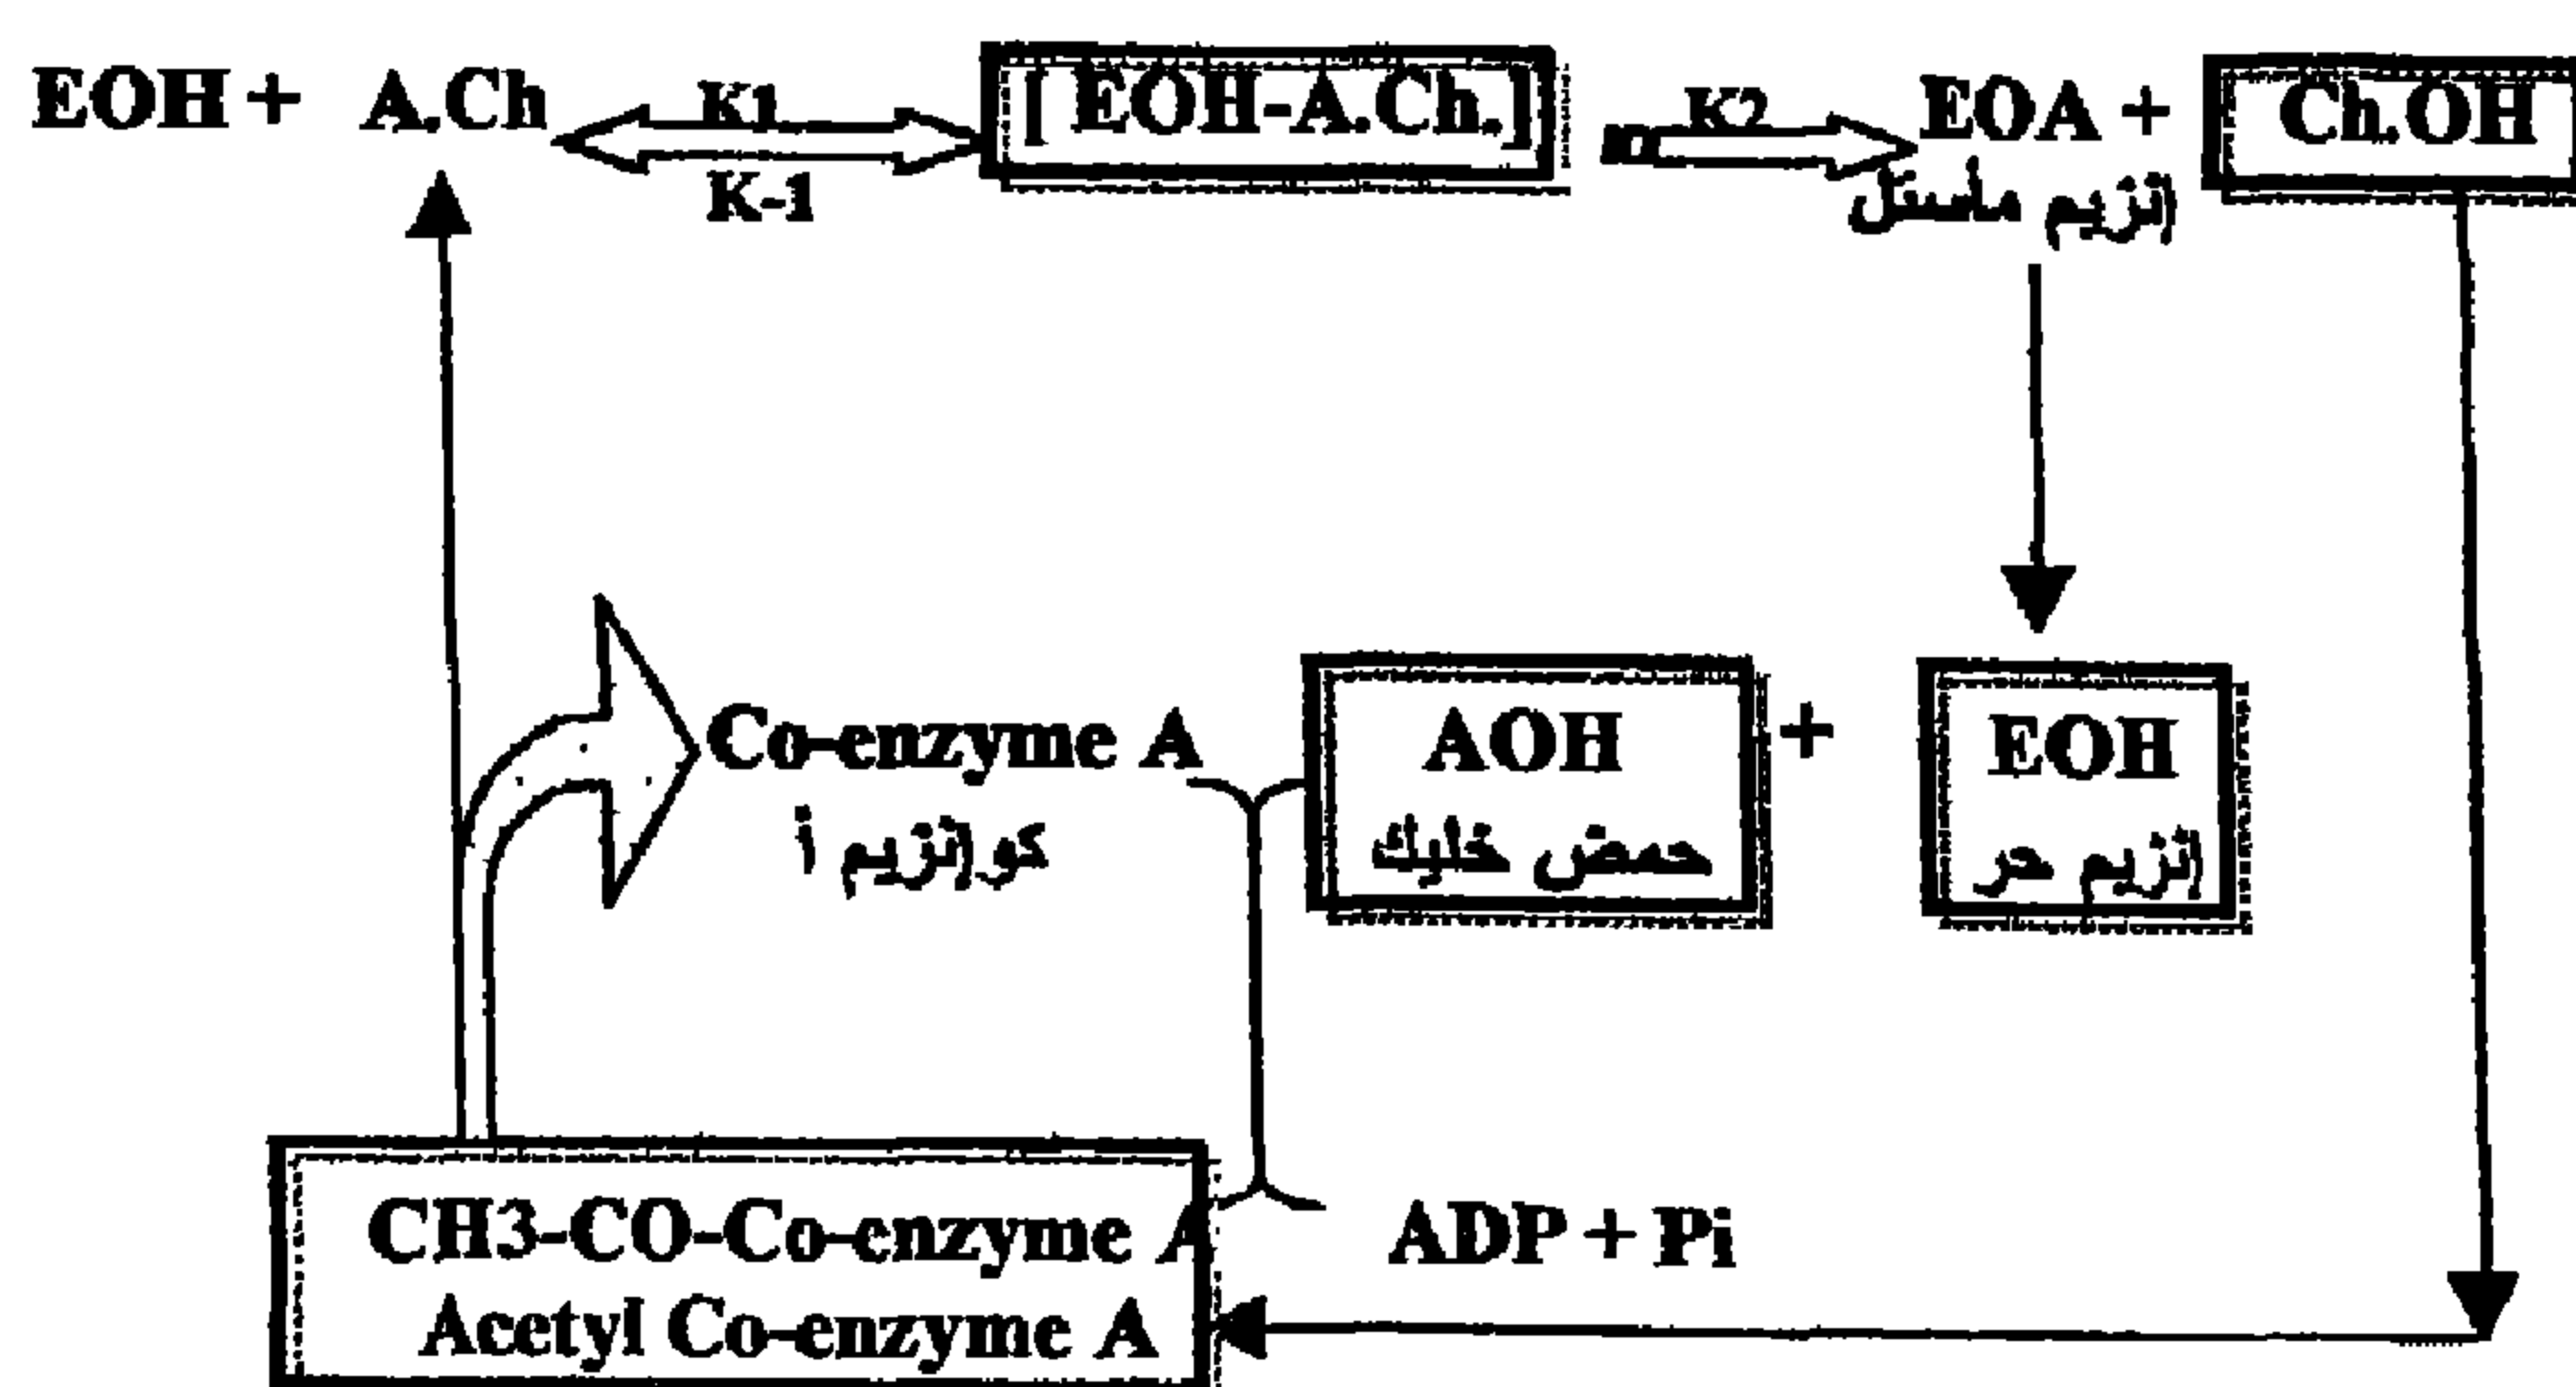 EOH + A.Ch K1 [ EOH-A.Ch.] K2 EOA + Ch.OH
K-1
إنزيم مأستل
Co-enzyme A AOH + EOH
كوإنزيم أ حمض خليك إنزيم حر
CH3-CO-Co-enzyme A ADP + Pi
Acetyl Co-enzyme A